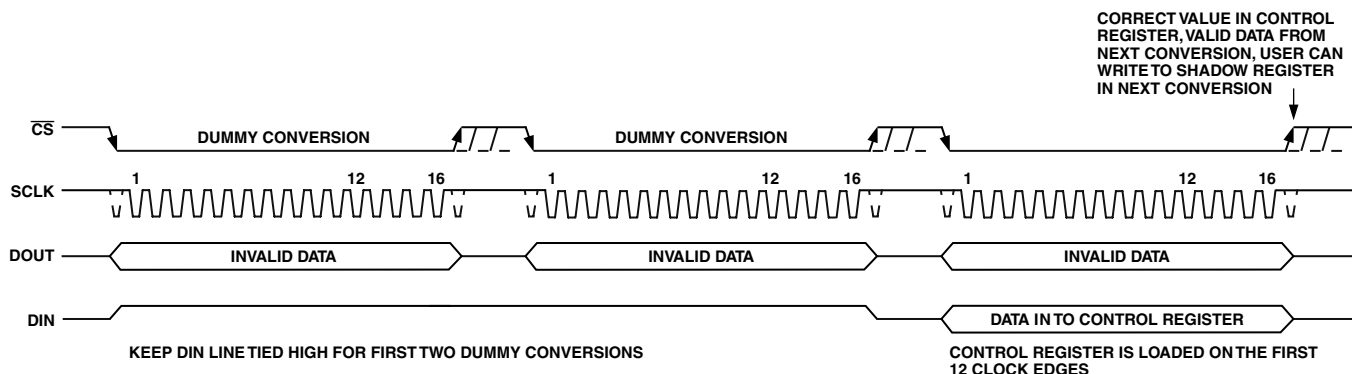 CORRECT VALUE IN CONTROL
REGISTER, VALID DATA FROM
NEXT CONVERSION, USER CAN
WRITE TO SHADOW REGISTER
IN NEXT CONVERSION
CS DUMMY CONVERSION DUMMY CONVERSION
SCLK 1 12 16 1 12 16 1 12 16
DOUT INVALID DATA INVALID DATA INVALID DATA
DIN DATA IN TO CONTROL REGISTER
KEEP DIN LINE TIED HIGH FOR FIRST TWO DUMMY CONVERSIONS
CONTROL REGISTER IS LOADED ON THE FIRST
12 CLOCK EDGES